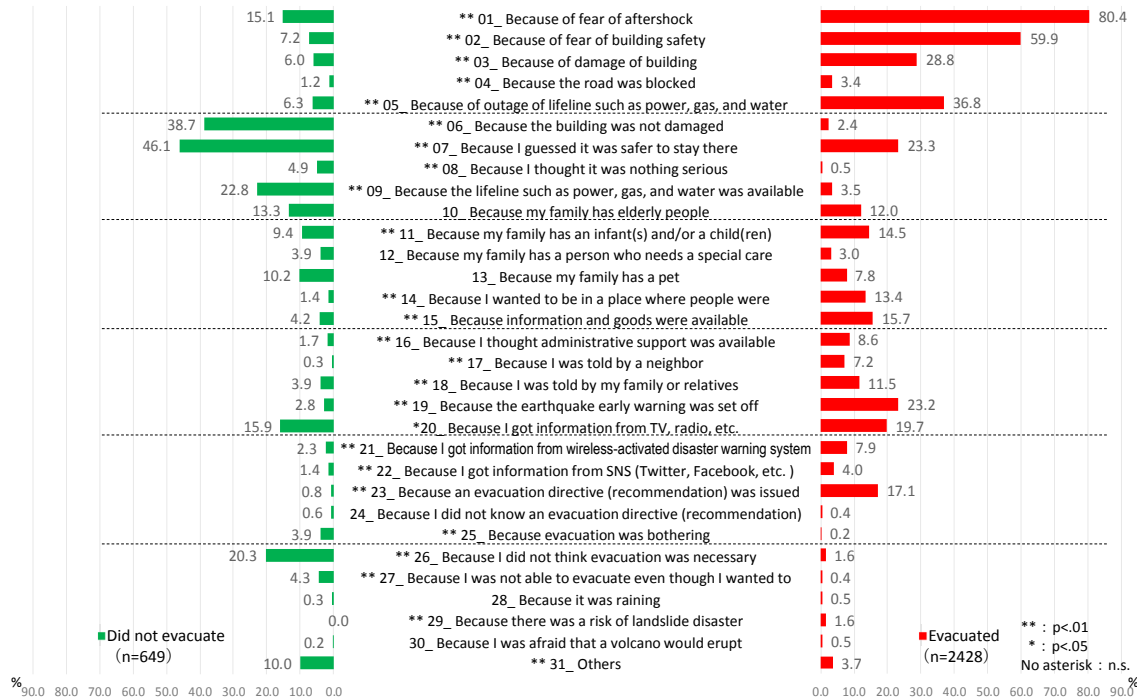 15.1 ** 01_ Because of fear of aftershock 80.4
7.2 ** 02_ Because of fear of building safety 59.9
6.0 ** 03_ Because of damage of building 28.8
1.2 ** 04_ Because the road was blocked 3.4
6.3 ** 05_ Because of outage of lifeline such as power, gas, and water 36.8
38.7 ** 06_ Because the building was not damaged 2.4
46.1 ** 07_ Because I guessed it was safer to stay there 23.3
4.9 ** 08_ Because I thought it was nothing serious 0.5
22.8 ** 09_ Because the lifeline such as power, gas, and water was available 3.5
13.3 10_ Because my family has elderly people 12.0
9.4 ** 11_ Because my family has an infant(s) and/or a child(ren) 14.5
3.9 12_ Because my family has a person who needs a special care 3.0
10.2 13_ Because my family has a pet 7.8
1.4 ** 14_ Because I wanted to be in a place where people were 13.4
4.2 ** 15_ Because information and goods were available 15.7
1.7 ** 16_ Because I thought administrative support was available 8.6
0.3 ** 17_ Because I was told by a neighbor 7.2
3.9 ** 18_ Because I was told by my family or relatives 11.5
2.8 ** 19_ Because the earthquake early warning was set off 23.2
15.9 *20_ Because I got information from TV, radio, etc. 19.7
2.3 ** 21_ Because I got information from wireless-activated disaster warning system 7.9
1.4 ** 22_ Because I got information from SNS (Twitter, Facebook, etc. ) 4.0
0.8 ** 23_ Because an evacuation directive (recommendation) was issued 17.1
0.6 24_ Because I did not know an evacuation directive (recommendation) 0.4
3.9 ** 25_ Because evacuation was bothering 0.2
20.3 ** 26_ Because I did not think evacuation was necessary 1.6
4.3 ** 27_ Because I was not able to evacuate even though I wanted to 0.4
0.3 28_ Because it was raining 0.5
0.0 ** 29_ Because there was a risk of landslide disaster 1.6
0.2 30_ Because I was afraid that a volcano would erupt 0.5
10.0 ** 31_ Others 3.7
Did not evacuate
（n=649）
Evacuated
（n=2428）
** : p<.01
* : p<.05
No asterisk : n.s.
% %
90.0 80.0 70.0 60.0 50.0 40.0 30.0 20.0 10.0 0.0 0.0 10.0 20.0 30.0 40.0 50.0 60.0 70.0 80.0 90.0